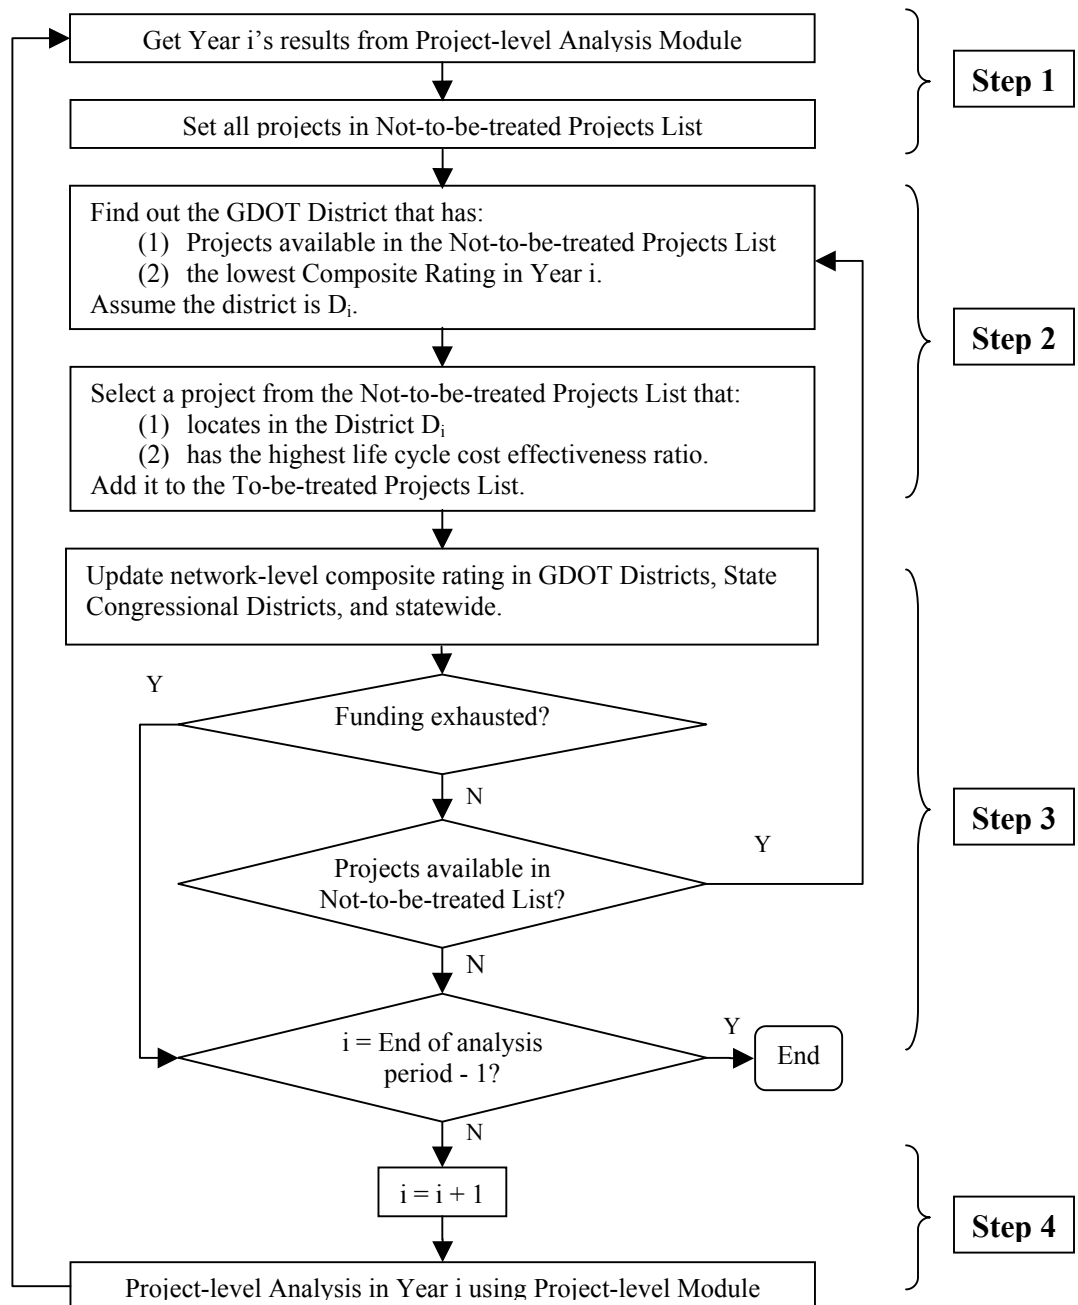 Get Year i's results from Project-level Analysis Module
Step 1
Set all projects in Not-to-be-treated Projects List
Find out the GDOT District that has:
(1) Projects available in the Not-to-be-treated Projects List
(2) the lowest Composite Rating in Year i.
Assume the district is Di.
Step 2
Select a project from the Not-to-be-treated Projects List that:
(1) locates in the District Di
(2) has the highest life cycle cost effectiveness ratio.
Add it to the To-be-treated Projects List.
Update network-level composite rating in GDOT Districts, State
Congressional Districts, and statewide.
Y
Funding exhausted?
N
Step 3
Y
Projects available in
Not-to-be-treated List?
N
Y
i = End of analysis
period - 1?
End
N
i = i + 1
Step 4
Project-level Analysis in Year i using Project-level Module